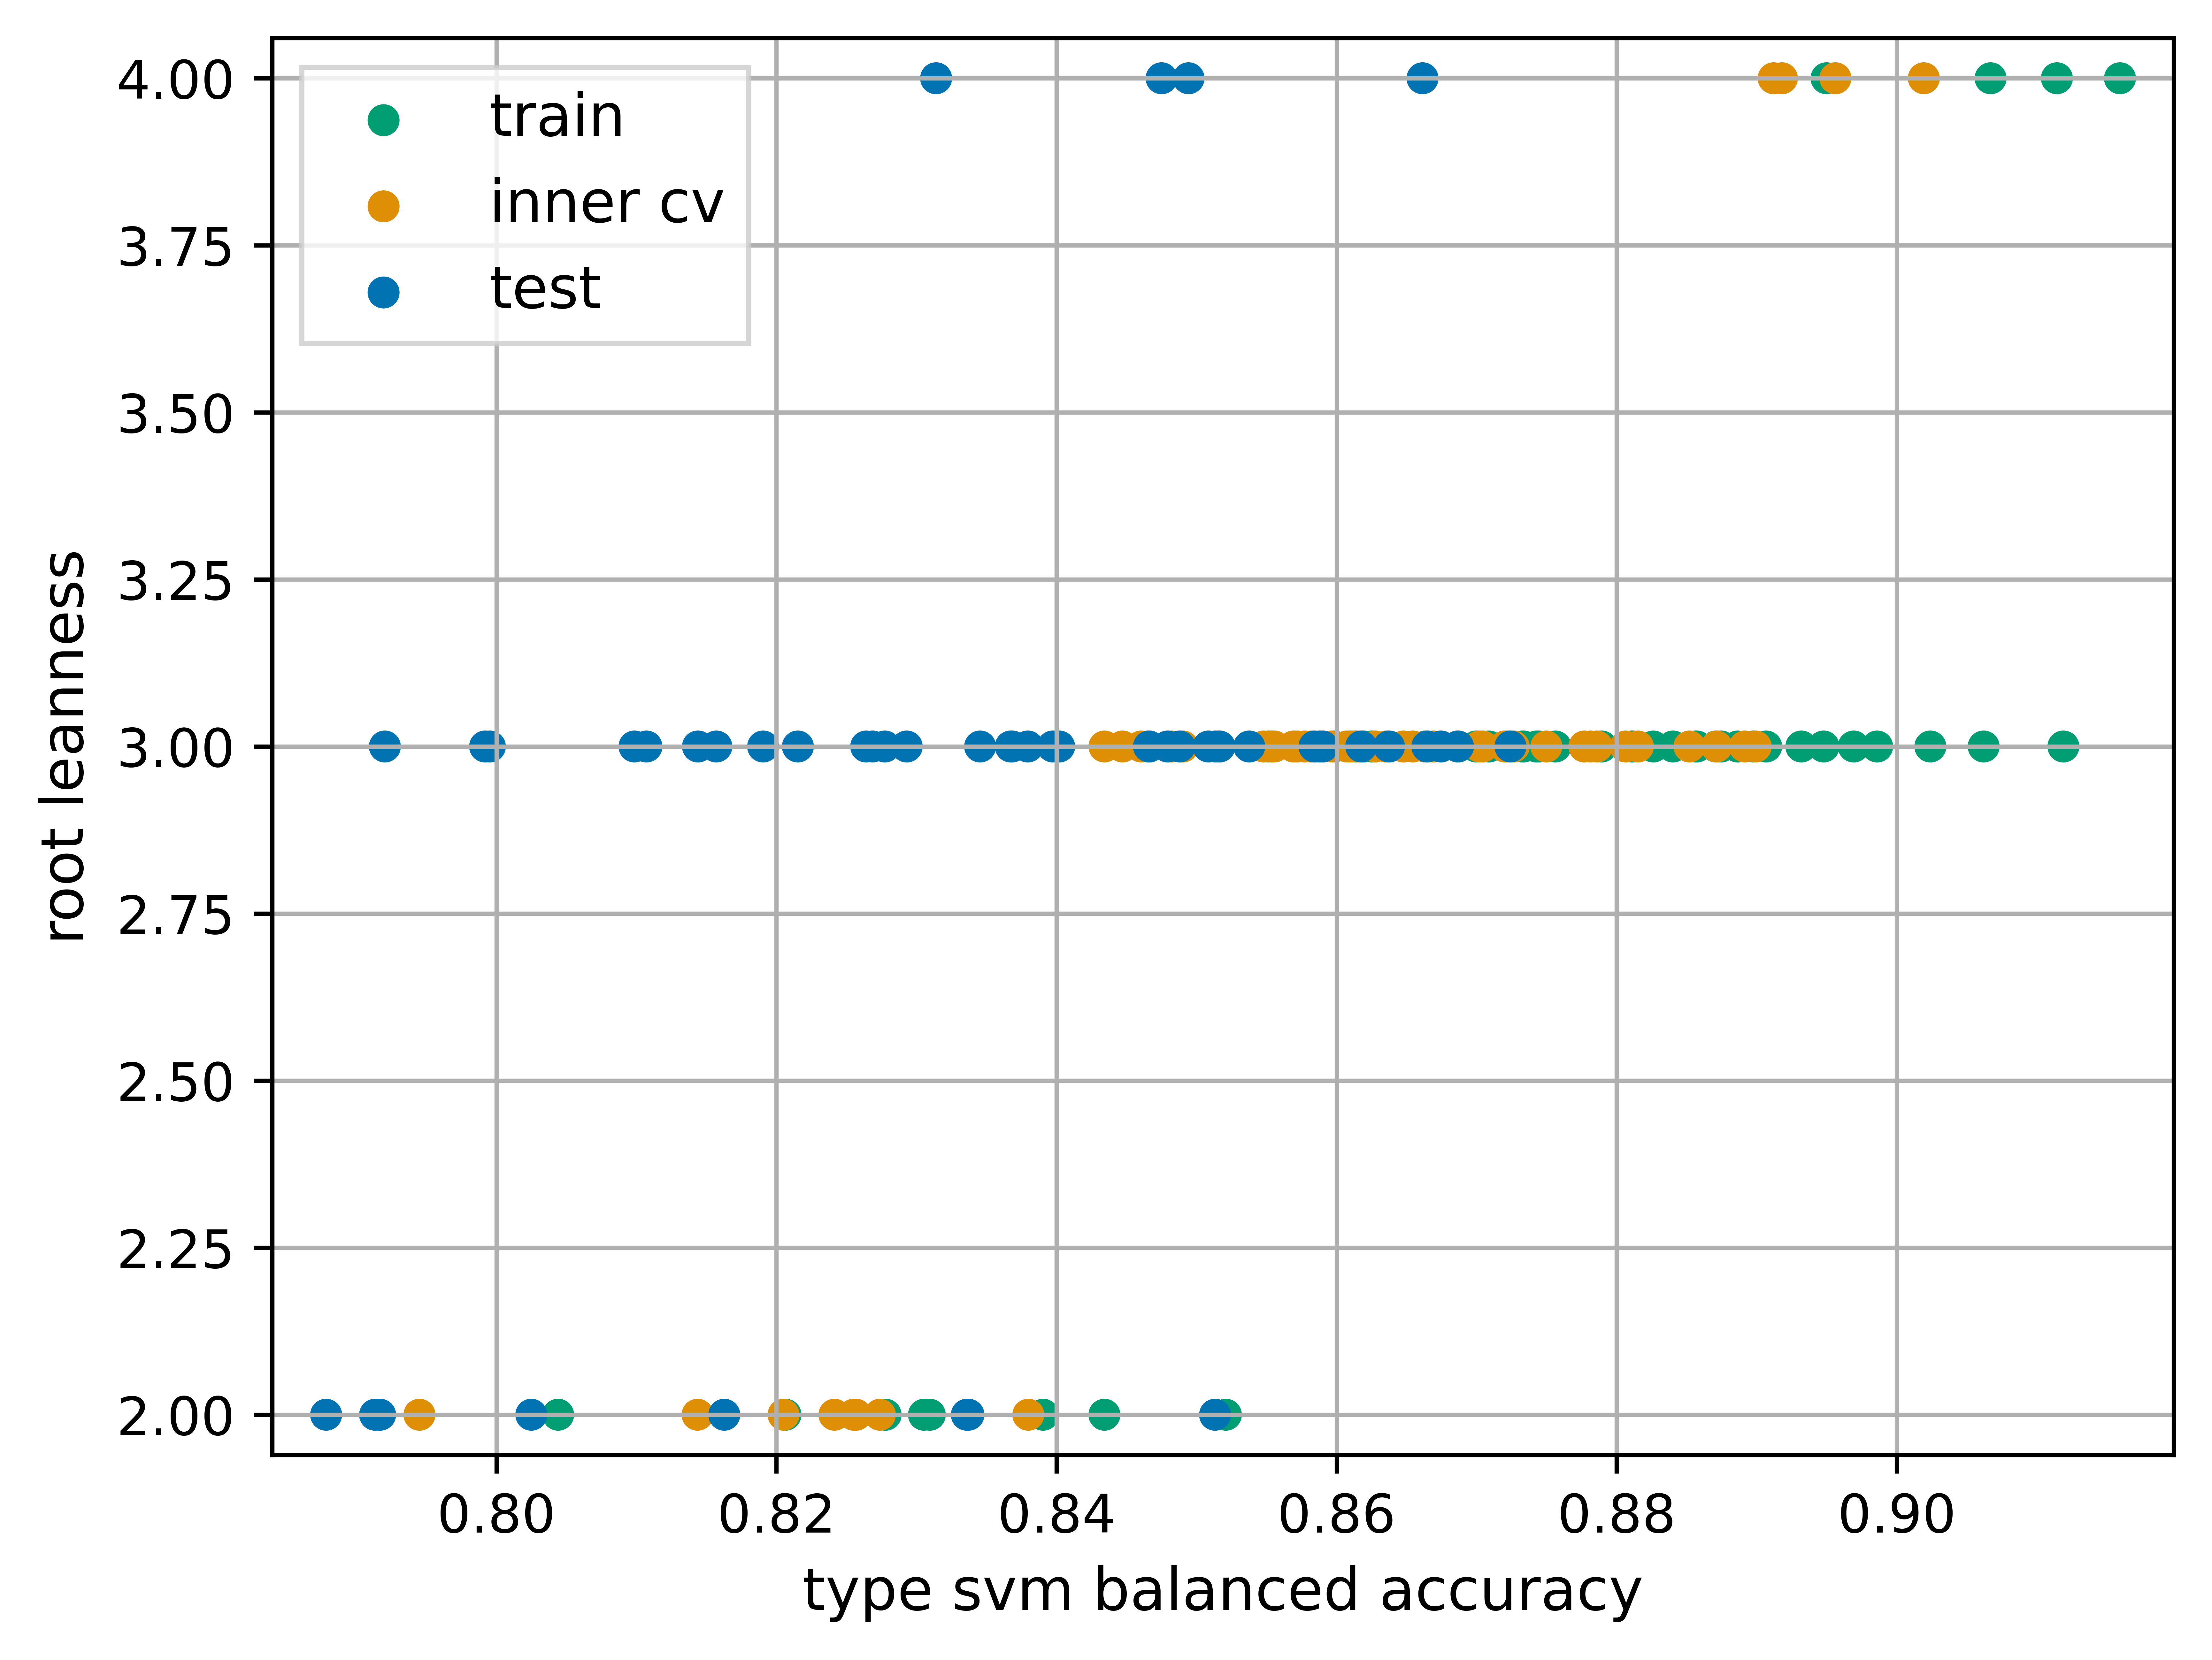 4.00
3.75
3.50
3.25
3.00
2.75
2.50
2.25
2.00
root leanness
train
inner cv
test
0.80 0.82 0.84 0.86 0.88 0.90
type svm balanced accuracy